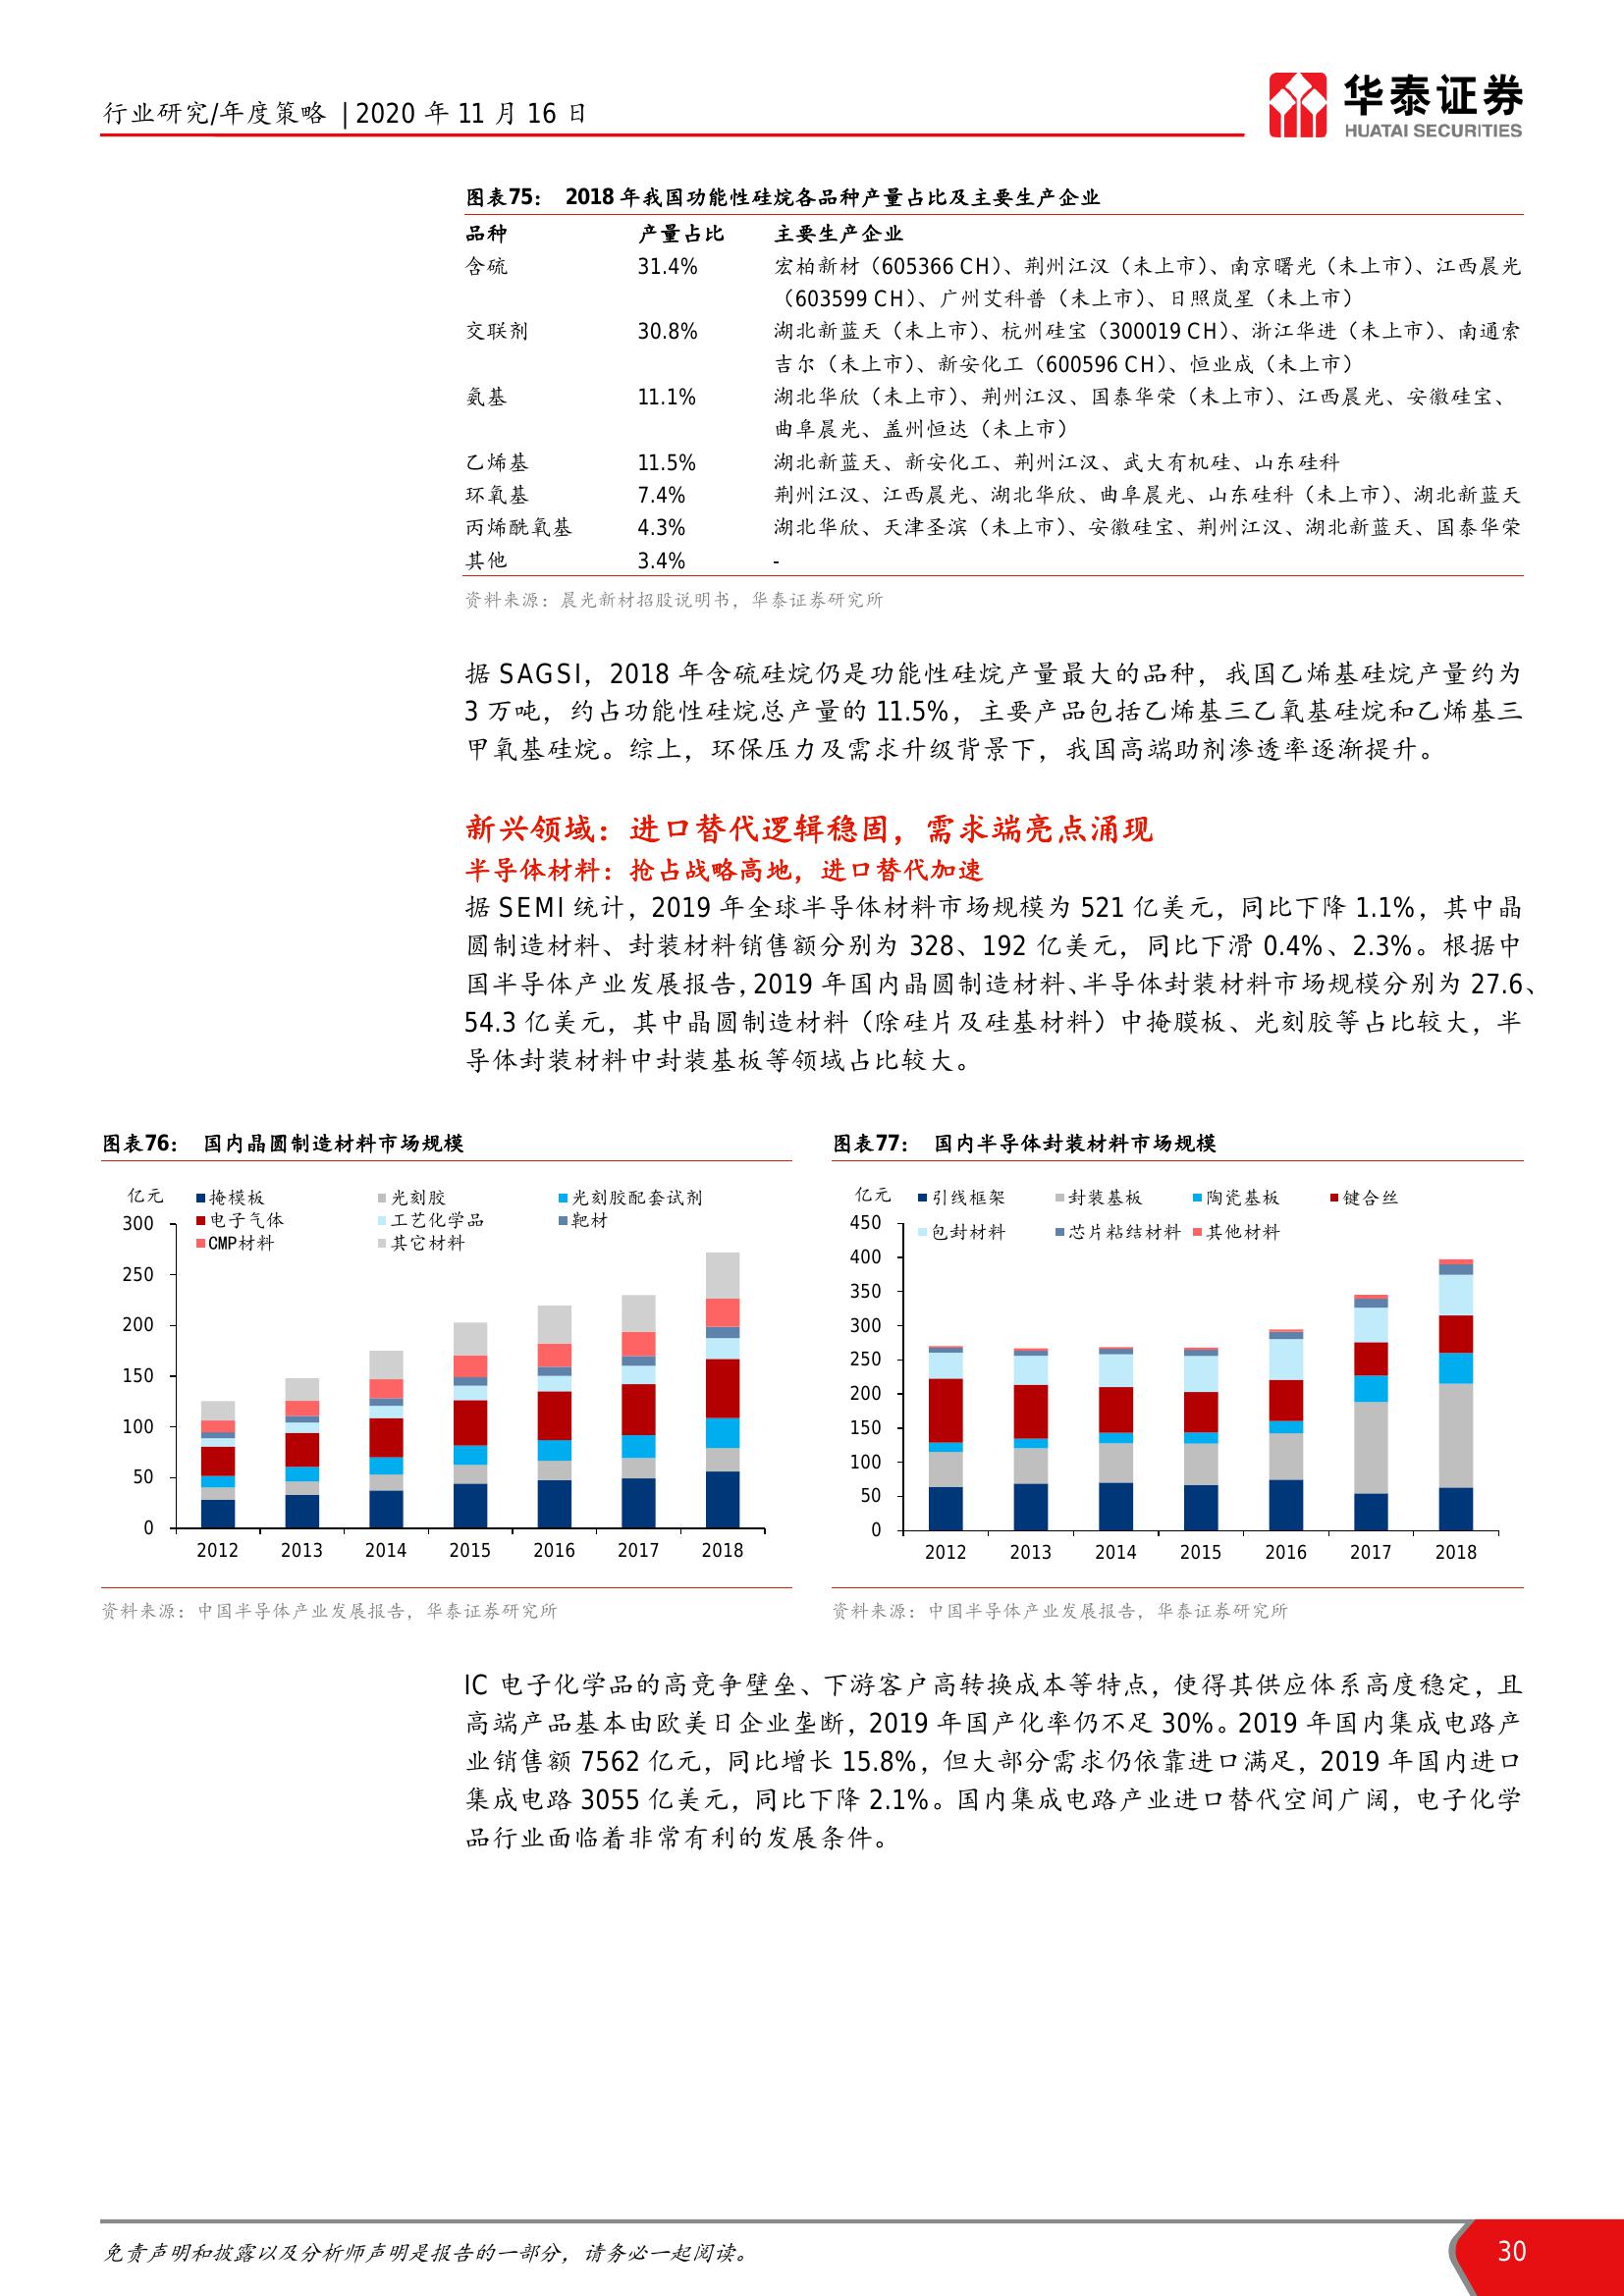 行业研究/年度策略 | 2020 年 11 月 16 日
华泰证券
HUATAI SECURITIES
图表75： 2018 年我国功能性硅烷各品种产量占比及主要生产企业
品种 产量占比 主要生产企业
含硫 31.4% 宏柏新材（605366 CH）、荆州江汉（未上市）、南京曙光（未上市）、江西晨光
（603599 CH）、广州艾科普（未上市）、日照岚星（未上市）
交联剂 30.8% 湖北新蓝天（未上市）、杭州硅宝（300019 CH）、浙江华进（未上市）、南通索
吉尔（未上市）、新安化工（600596 CH）、恒业成（未上市）
氨基 11.1% 湖北华欣（未上市）、荆州江汉、国泰华荣（未上市）、江西晨光、安徽硅宝、
曲阜晨光、盖州恒达（未上市）
乙烯基 11.5% 湖北新蓝天、新安化工、荆州江汉、武大有机硅、山东硅科
环氧基 7.4% 荆州江汉、江西晨光、湖北华欣、曲阜晨光、山东硅科（未上市）、湖北新蓝天
丙烯酰氧基 4.3% 湖北华欣、天津圣滨（未上市）、安徽硅宝、荆州江汉、湖北新蓝天、国泰华荣
其他 3.4% -
资料来源：晨光新材招股说明书，华泰证券研究所
据 SAGSI，2018 年含硫硅烷仍是功能性硅烷产量最大的品种，我国乙烯基硅烷产量约为
3 万吨，约占功能性硅烷总产量的 11.5%，主要产品包括乙烯基三乙氧基硅烷和乙烯基三
甲氧基硅烷。综上，环保压力及需求升级背景下，我国高端助剂渗透率逐渐提升。
新兴领域：进口替代逻辑稳固，需求端亮点涌现
半导体材料：抢占战略高地，进口替代加速
据 SEMI 统计，2019 年全球半导体材料市场规模为 521 亿美元，同比下降 1.1%，其中晶
圆制造材料、封装材料销售额分别为 328、192 亿美元，同比下滑 0.4%、2.3%。根据中
国半导体产业发展报告，2019 年国内晶圆制造材料、半导体封装材料市场规模分别为 27.6、
54.3 亿美元，其中晶圆制造材料（除硅片及硅基材料）中掩膜板、光刻胶等占比较大，半
导体封装材料中封装基板等领域占比较大。
图表76： 国内晶圆制造材料市场规模
亿元 掩模板 光刻胶 光刻胶配套试剂
电子气体 工艺化学品 靶材
CMP材料 其它材料
300
250
200
150
100
50
0
2012 2013 2014 2015 2016 2017 2018
资料来源：中国半导体产业发展报告，华泰证券研究所
图表77： 国内半导体封装材料市场规模
亿元 引线框架 封装基板 陶瓷基板 键合丝
包封材料 芯片粘结材料 其他材料
450
400
350
300
250
200
150
100
50
0
2012 2013 2014 2015 2016 2017 2018
资料来源：中国半导体产业发展报告，华泰证券研究所
IC 电子化学品的高竞争壁垒、下游客户高转换成本等特点，使得其供应体系高度稳定，且
高端产品基本由欧美日企业垄断，2019 年国产化率仍不足 30%。2019 年国内集成电路产
业销售额 7562 亿元，同比增长 15.8%，但大部分需求仍依靠进口满足，2019 年国内进口
集成电路 3055 亿美元，同比下降 2.1%。国内集成电路产业进口替代空间广阔，电子化学
品行业面临着非常有利的发展条件。
免责声明和披露以及分析师声明是报告的一部分，请务必一起阅读。
30